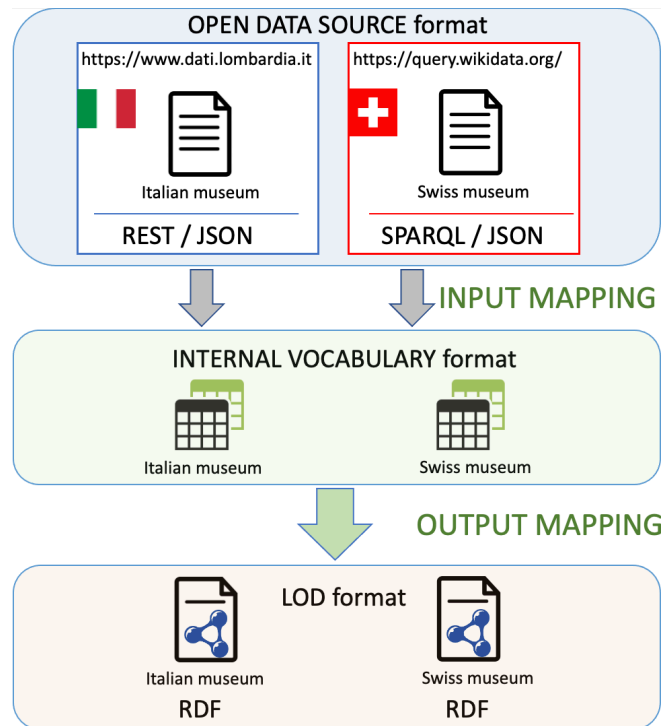 OPEN DATA SOURCE format
https://www.dati.lombardia.it
https://query.wikidata.org/
Italian museum
Swiss museum
REST / JSON
SPARQL / JSON
INPUT MAPPING
INTERNAL VOCABULARY format
Italian museum
Swiss museum
OUTPUT MAPPING
LOD format
Italian museum
Swiss museum
RDF
RDF